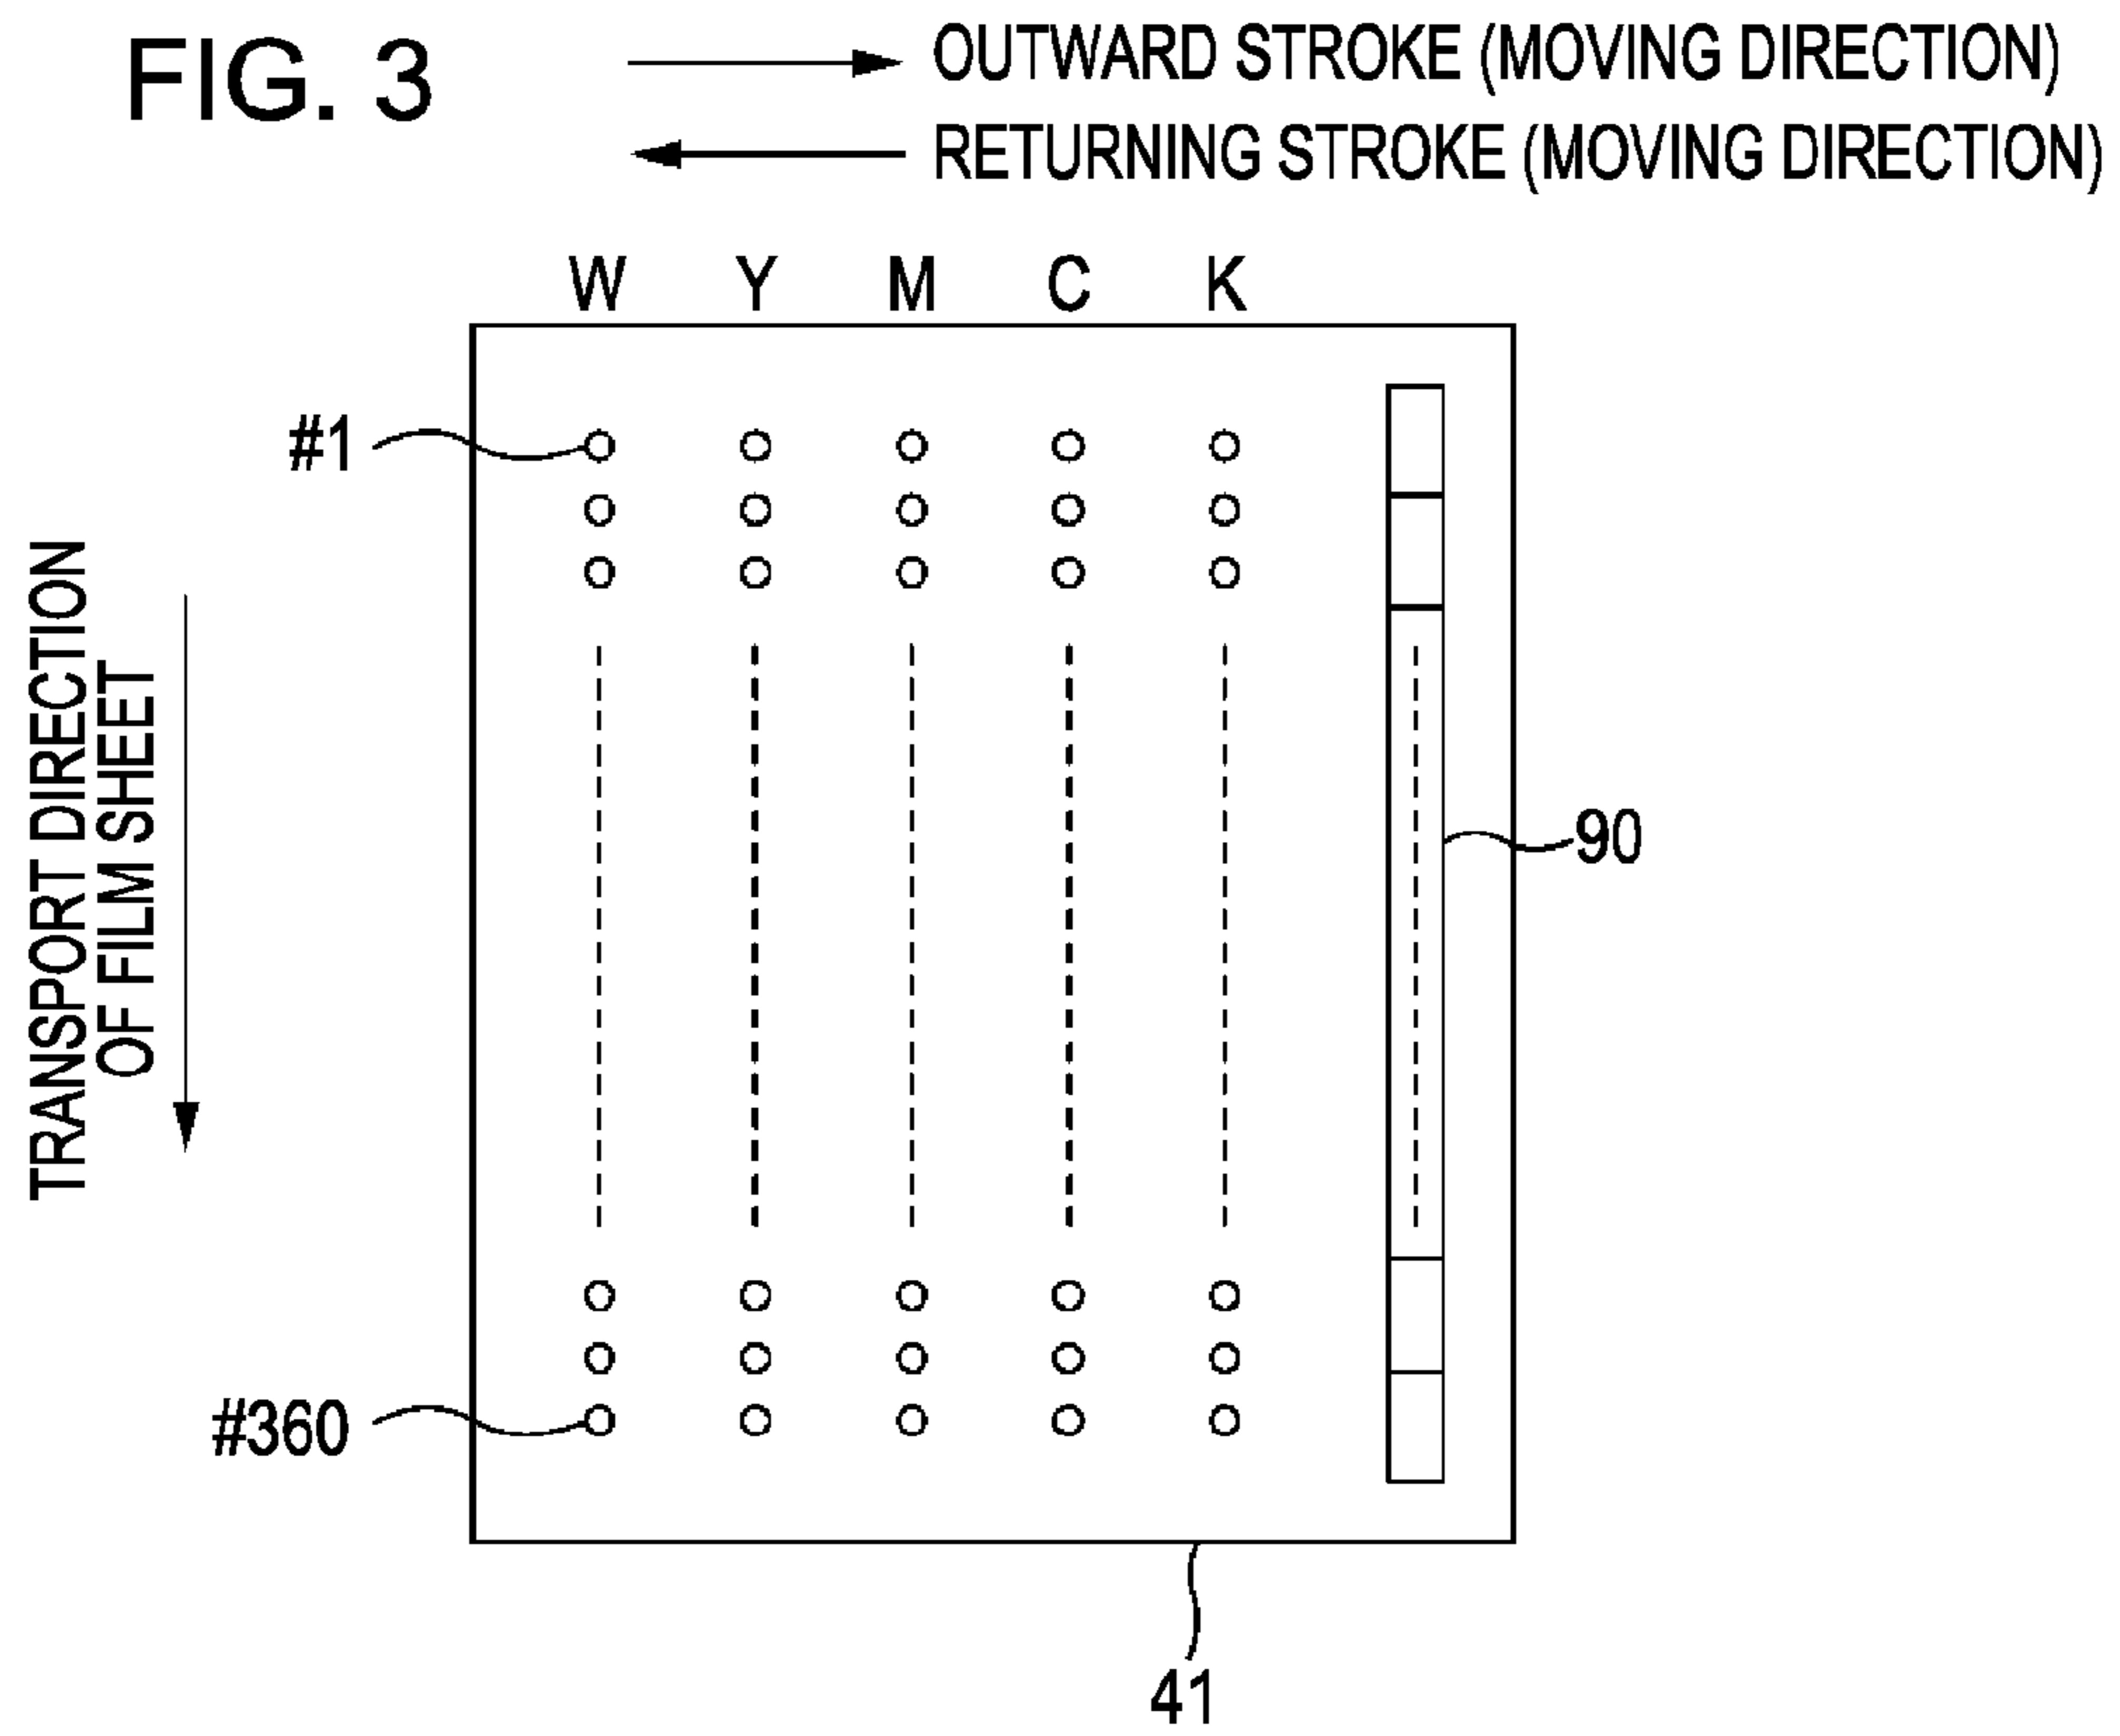 FIG. 3
OUTWARD STROKE (MOVING DIRECTION)
RETURNING STROKE (MOVING DIRECTION)
W Y M C K
#1
TRANSPORT DIRECTION
OF FILM SHEET
90
#360
41